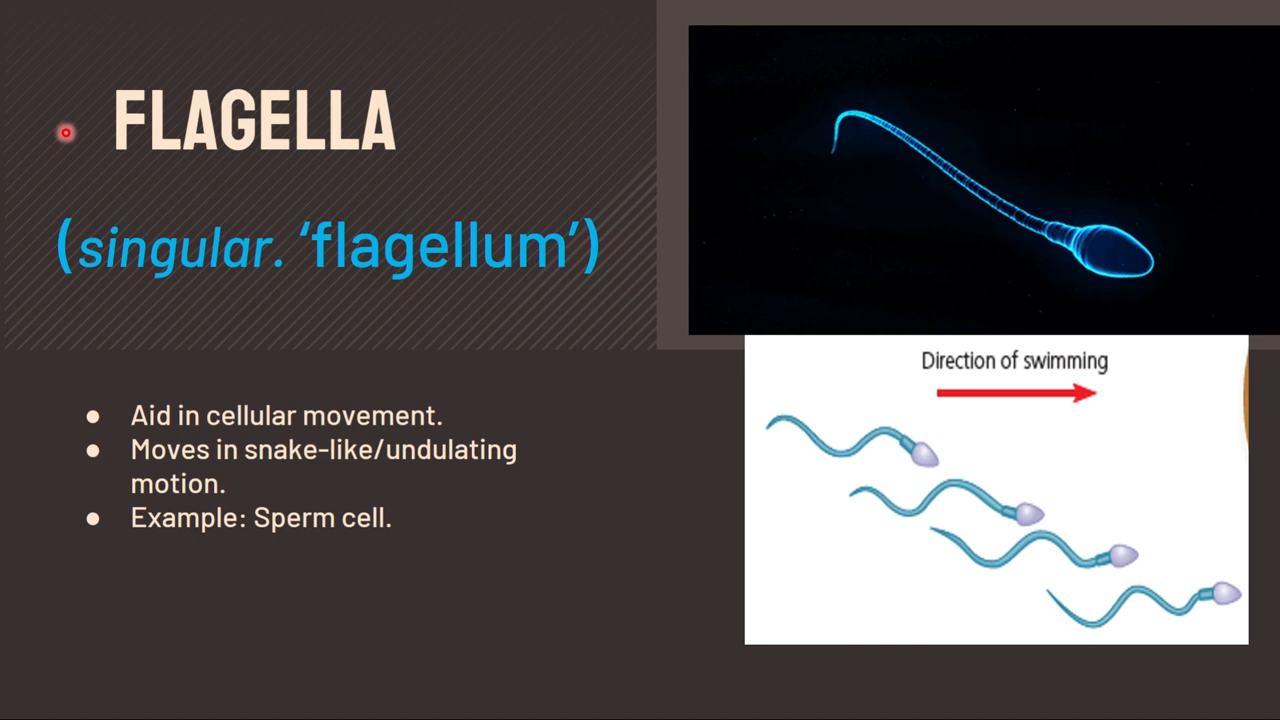 FLAGELLA
(singular. ‘flagellum’)
● Aid in cellular movement.
● Moves in snake-like/undulating
motion.
● Example: Sperm cell.
Direction of swimming